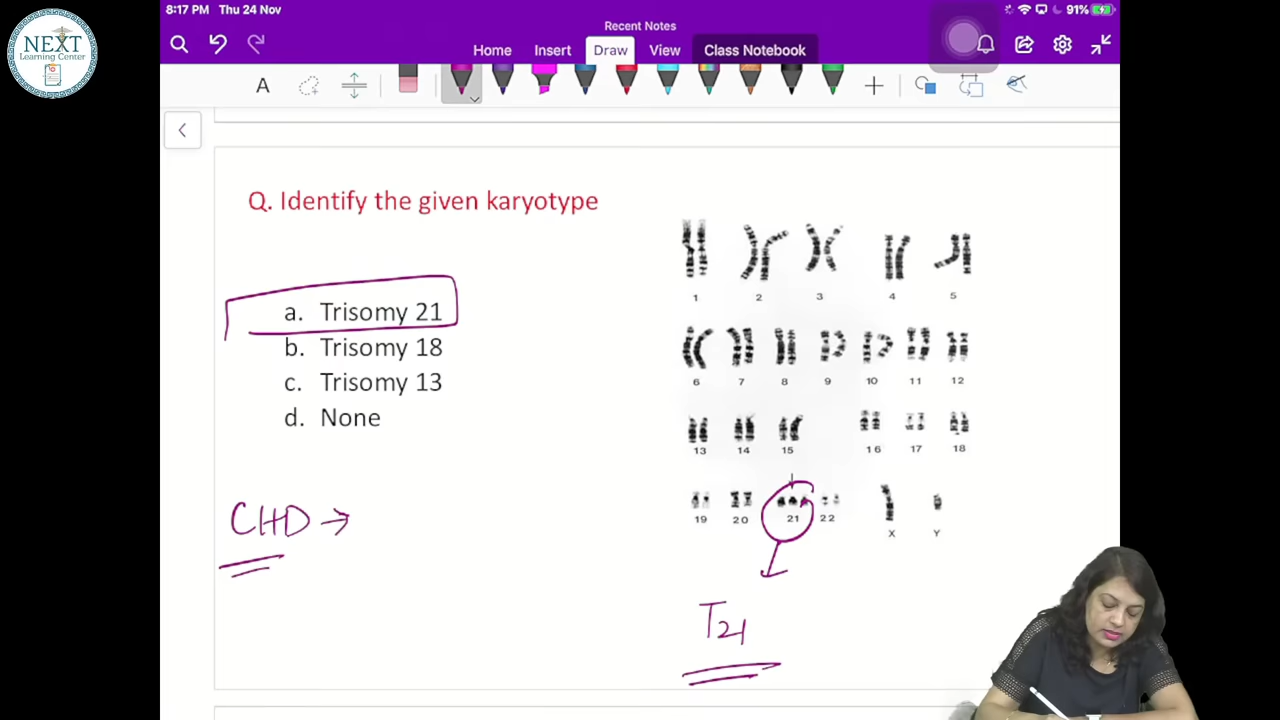 8:17 PM Thu 24 Nov
Recent Notes
91%
NEXT
Learning Center
Home Insert Draw View Class Notebook
A
Q. Identify the given karyotype
a. Trisomy 21
b. Trisomy 18
c. Trisomy 13
d. None
1 2 3 4 5
6 7 8 9 10 11 12
13 14 15 16 17 18
19 20 21 22 X Y
CHD →
T21